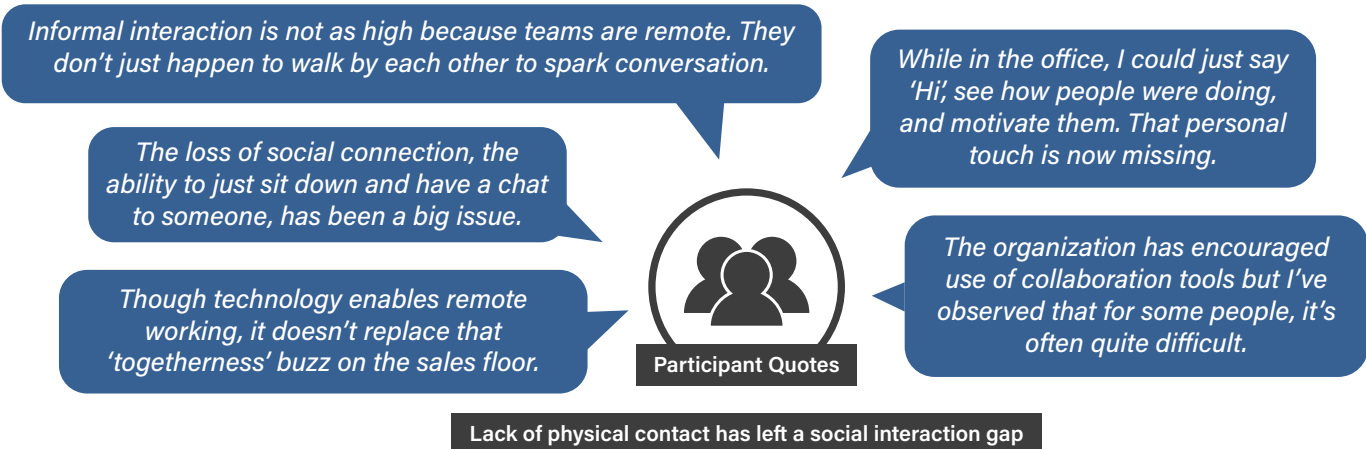 Informal interaction is not as high because teams are remote. They
don’t just happen to walk by each other to spark conversation.
While in the office, I could just say
‘Hi’, see how people were doing,
and motivate them. That personal
touch is now missing.
The loss of social connection, the
ability to just sit down and have a chat
to someone, has been a big issue.
The organization has encouraged
use of collaboration tools but I’ve
observed that for some people, it’s
often quite difficult.
Though technology enables remote
working, it doesn’t replace that
‘togetherness’ buzz on the sales floor.
Participant Quotes
Lack of physical contact has left a social interaction gap